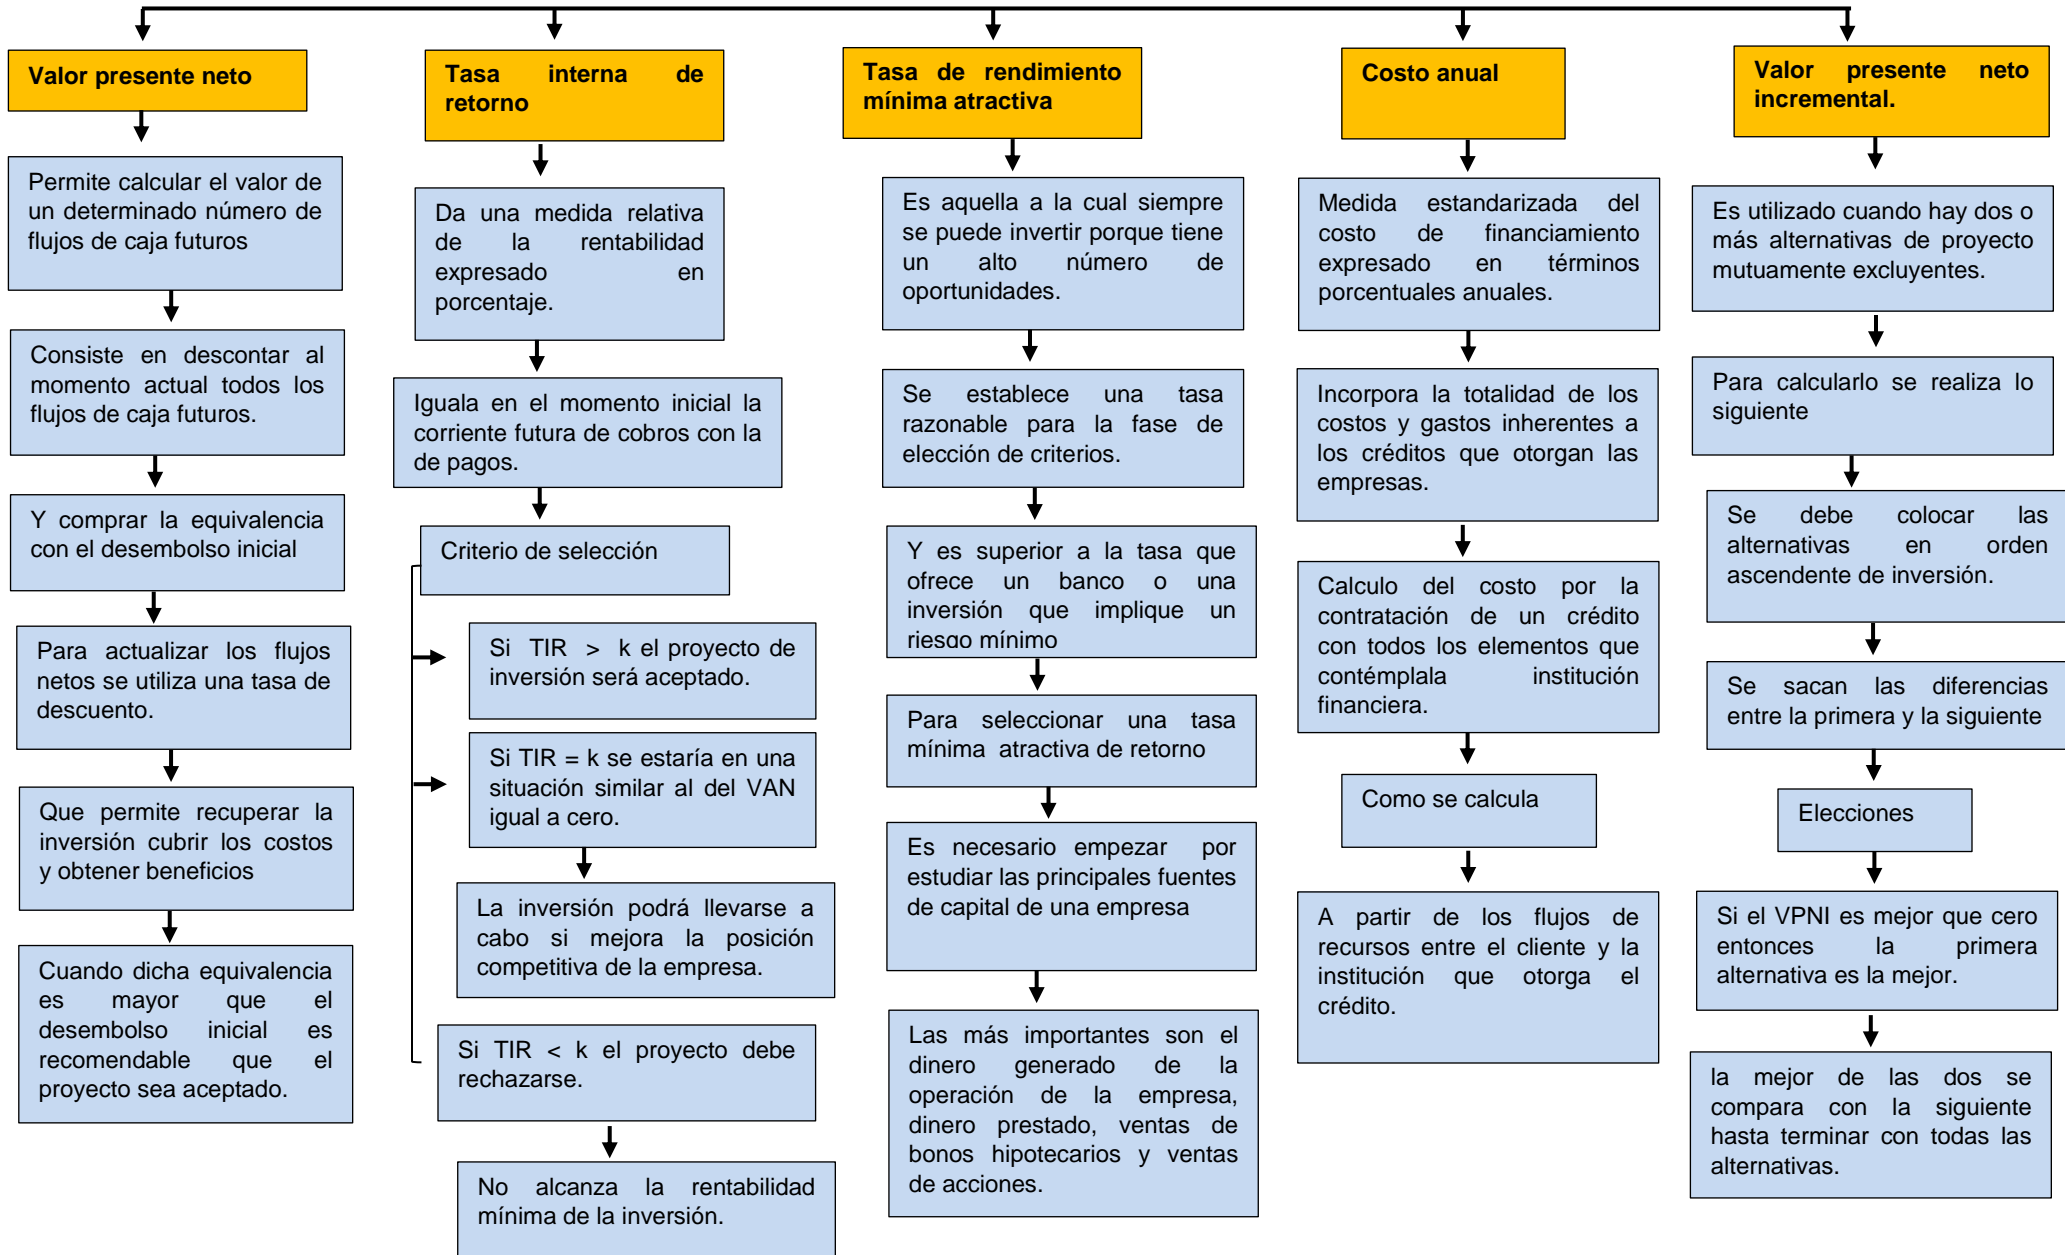 Valor presente neto
Permite calcular el valor de
un determinado número de
flujos de caja futuros
Consiste en descontar al
momento actual todos los
flujos de caja futuros.
Y comprar la equivalencia
con el desembolso inicial
Para actualizar los flujos
netos se utiliza una tasa de
descuento.
Que permite recuperar la
inversión cubrir los costos
y obtener beneficios
Cuando dicha equivalencia
es mayor que el
desembolso inicial es
recomendable que el
proyecto sea aceptado.
Tasa interna de
retorno
Da una medida relativa
de la rentabilidad
expresado en
porcentaje.
Iguala en el momento inicial la
corriente futura de cobros con la
de pagos.
Criterio de selección
Si TIR > k el proyecto de
inversión será aceptado.
Si TIR = k se estaría en una
situación similar al del VAN
igual a cero.
La inversión podrá llevarse a
cabo si mejora la posición
competitiva de la empresa.
Si TIR < k el proyecto debe
rechazarse.
No alcanza la rentabilidad
mínima de la inversión.
Tasa de rendimiento
mínima atractiva
Es aquella a la cual siempre
se puede invertir porque tiene
un alto número de
oportunidades.
Se establece una tasa
razonable para la fase de
elección de criterios.
Y es superior a la tasa que
ofrece un banco o una
inversión que implique un
riesgo mínimo
Para seleccionar una tasa
mínima atractiva de retorno
Es necesario empezar por
estudiar las principales fuentes
de capital de una empresa
Las más importantes son el
dinero generado de la
operación de la empresa,
dinero prestado, ventas de
bonos hipotecarios y ventas
de acciones.
Costo anual
Medida estandarizada del
costo de financiamiento
expresado en términos
porcentuales anuales.
Incorpora la totalidad de los
costos y gastos inherentes a
los créditos que otorgan las
empresas.
Calculo del costo por la
contratación de un crédito
con todos los elementos que
contémplala institución
financiera.
Como se calcula
A partir de los flujos de
recursos entre el cliente y la
institución que otorga el
crédito.
Valor presente neto
incremental.
Es utilizado cuando hay dos o
más alternativas de proyecto
mutuamente excluyentes.
Para calcularlo se realiza lo
siguiente
Se debe colocar las
alternativas en orden
ascendente de inversión.
Se sacan las diferencias
entre la primera y la siguiente
Elecciones
Si el VPNI es mejor que cero
entonces la primera
alternativa es la mejor.
la mejor de las dos se
compara con la siguiente
hasta terminar con todas las
alternativas.